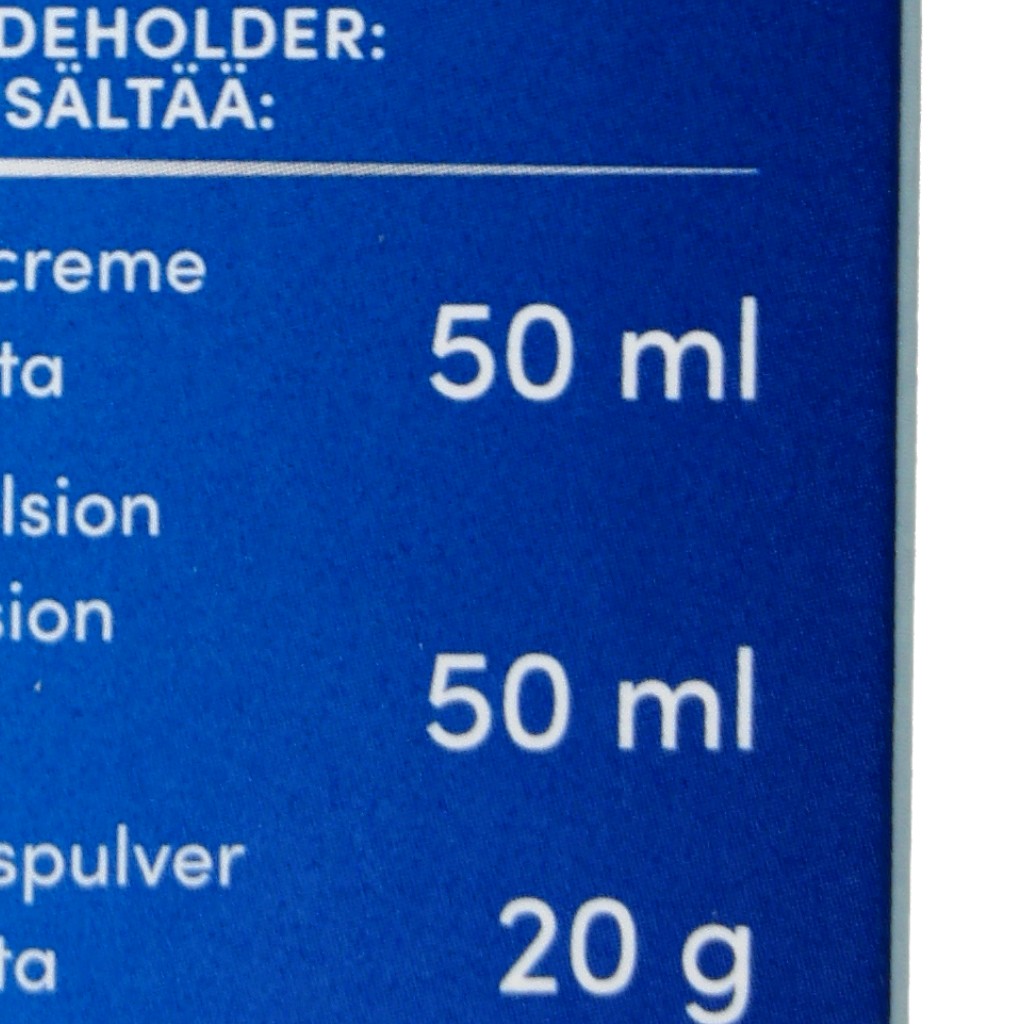 DEHOLDER:
SÄLTÄÄ:
creme
50 ml
ta
lsion
sion
50 ml
spulver
20 g
ta